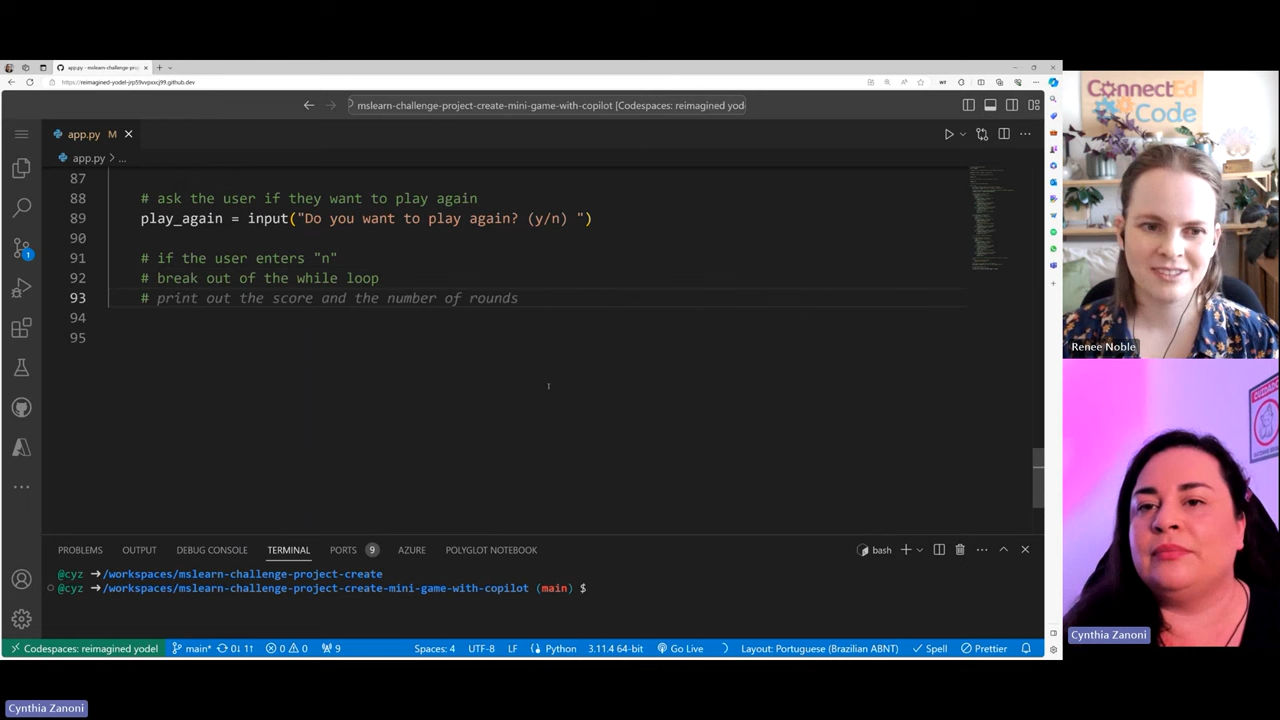 app.py - mslearn-challenge-proj
https://reimagined-yodel-jrp59vvpxxcj99.github.dev
mslearn-challenge-project-create-mini-game-with-copilot [Codespaces: reimagined yod
app.py M
app.py > ...
87
88 # ask the user if they want to play again
89 play_again = input("Do you want to play again? (y/n) ")
90
91 # if the user enters "n"
92 # break out of the while loop
93 # print out the score and the number of rounds
94
95
1
PROBLEMS OUTPUT DEBUG CONSOLE TERMINAL PORTS 9 AZURE POLYGLOT NOTEBOOK
bash
@cyz ➜ /workspaces/mslearn-challenge-project-create
@cyz ➜ /workspaces/mslearn-challenge-project-create-mini-game-with-copilot (main) $
Codespaces: reimagined yodel main* 0↓ 1↑ 0 0 9 Spaces: 4 UTF-8 LF Python 3.11.4 64-bit Go Live Layout: Portuguese (Brazilian ABNT) Spell Prettier
ConnectEd
Code
Renee Noble
CUIDADO
Cynthia Zanoni
Cynthia Zanoni